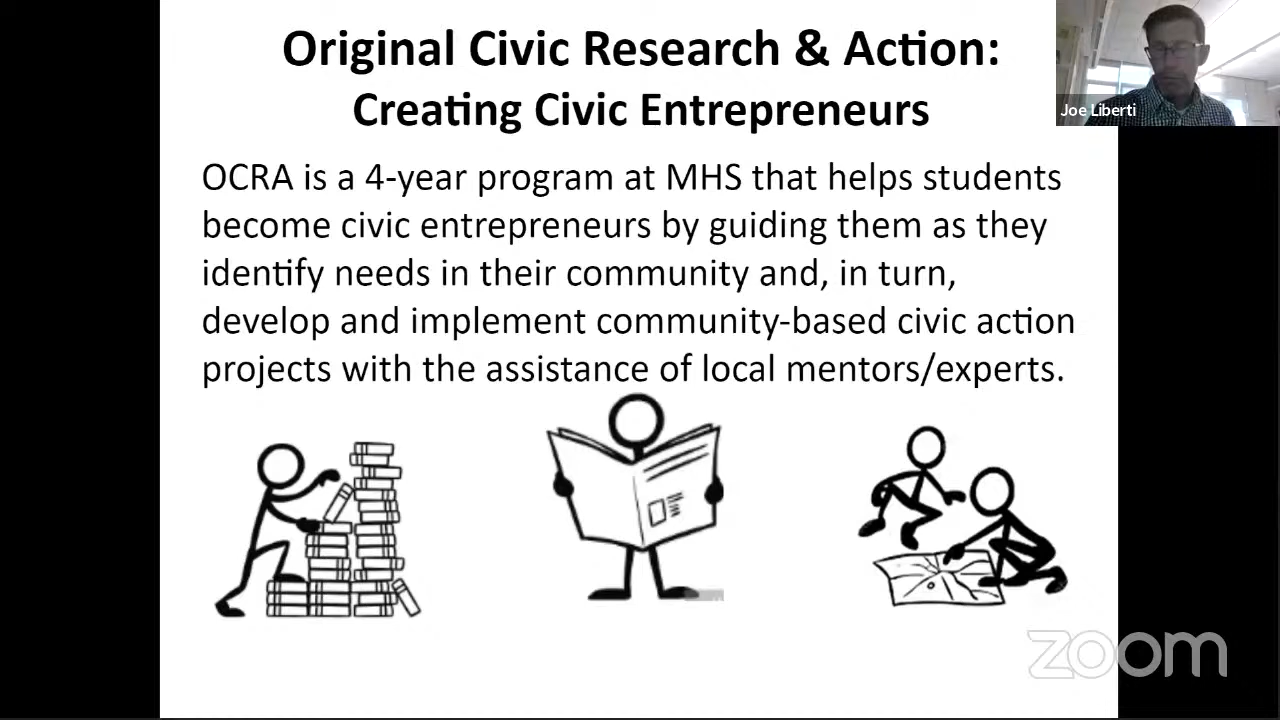 Original Civic Research & Action:
Creating Civic Entrepreneurs
Joe Liberti
OCRA is a 4-year program at MHS that helps students
become civic entrepreneurs by guiding them as they
identify needs in their community and, in turn,
develop and implement community-based civic action
projects with the assistance of local mentors/experts.
zoom